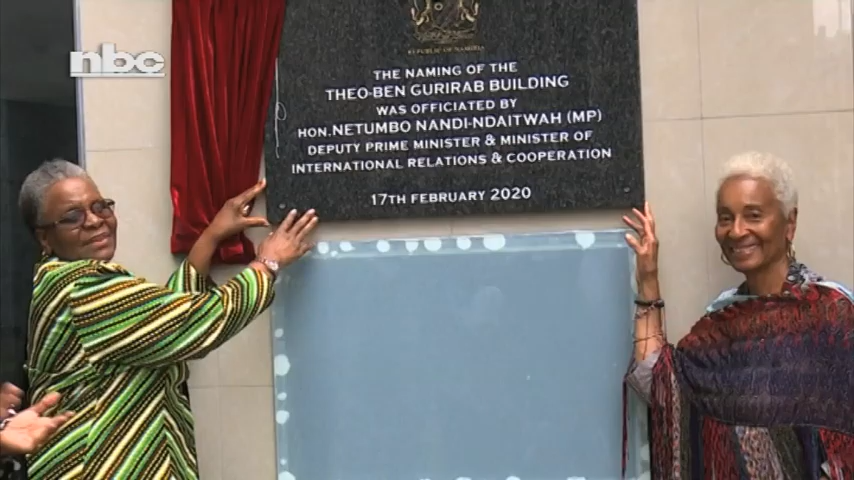 nbc
REPUBLIC OF NAMIBIA
THE NAMING OF THE
THEO-BEN GURIRAB BUILDING
WAS OFFICIATED BY
HON.NETUMBO NANDI-NDAITWAH (MP)
DEPUTY PRIME MINISTER & MINISTER OF
INTERNATIONAL RELATIONS & COOPERATION
17TH FEBRUARY 2020